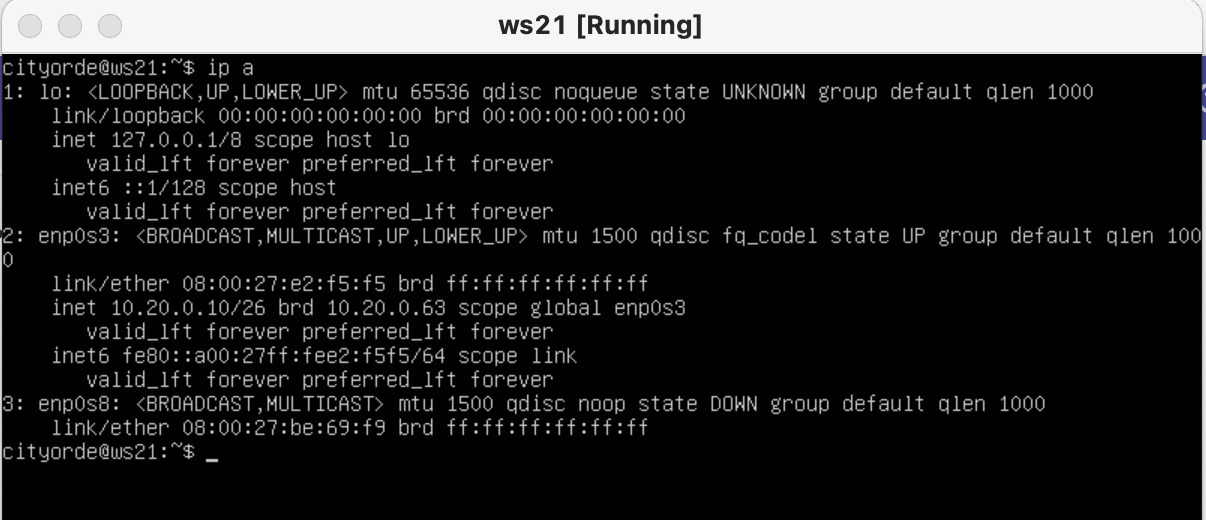 ws21 [Running]
cityorde@ws21:~$ ip a
1: lo: <LOOPBACK,UP,LOWER_UP> mtu 65536 qdisc noqueue state UNKNOWN group default qlen 1000
    link/loopback 00:00:00:00:00:00 brd 00:00:00:00:00:00
    inet 127.0.0.1/8 scope host lo
       valid_lft forever preferred_lft forever
    inet6 ::1/128 scope host
       valid_lft forever preferred_lft forever
2: enp0s3: <BROADCAST,MULTICAST,UP,LOWER_UP> mtu 1500 qdisc fq_codel state UP group default qlen 100
0
    link/ether 08:00:27:e2:f5:f5 brd ff:ff:ff:ff:ff:ff
    inet 10.20.0.10/26 brd 10.20.0.63 scope global enp0s3
       valid_lft forever preferred_lft forever
    inet6 fe80::a00:27ff:fee2:f5f5/64 scope link
       valid_lft forever preferred_lft forever
3: enp0s8: <BROADCAST,MULTICAST> mtu 1500 qdisc noop state DOWN group default qlen 1000
    link/ether 08:00:27:be:69:f9 brd ff:ff:ff:ff:ff:ff
cityorde@ws21:~$ _